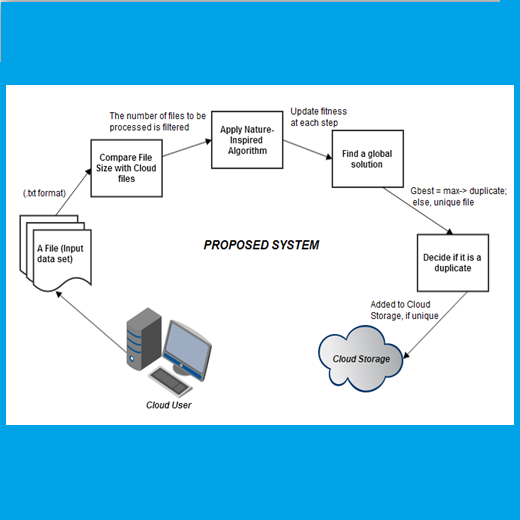 The number of files to be
processed is filtered
Update fitness
at each step
Apply Nature-
Inspired
Algorithm
Compare File
Size with Cloud
files
Find a global
solution
(.txt format)
Gbest = max-> duplicate;
else, unique file
A File (Input
data set)
PROPOSED SYSTEM
Decide if it is a
duplicate
Added to Cloud
Storage, if unique
Cloud Storage
Cloud User